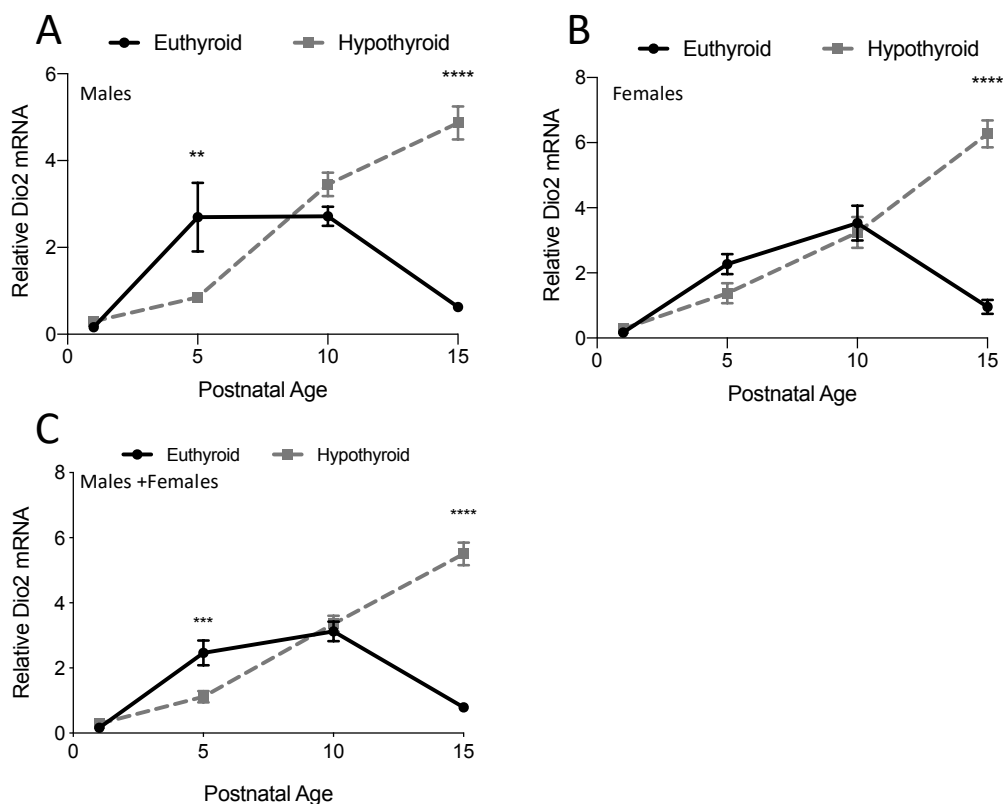 A
Euthyroid Hypothyroid
Males
Relative Dio2 mRNA
6
4
2
0
**
****
0 5 10 15
Postnatal Age
B
Euthyroid Hypothyroid
Females
Relative Dio2 mRNA
8
6
4
2
0
****
0 5 10 15
Postnatal Age
C
Euthyroid Hypothyroid
Males +Females
Relative Dio2 mRNA
8
6
4
2
0
***
****
0 5 10 15
Postnatal Age